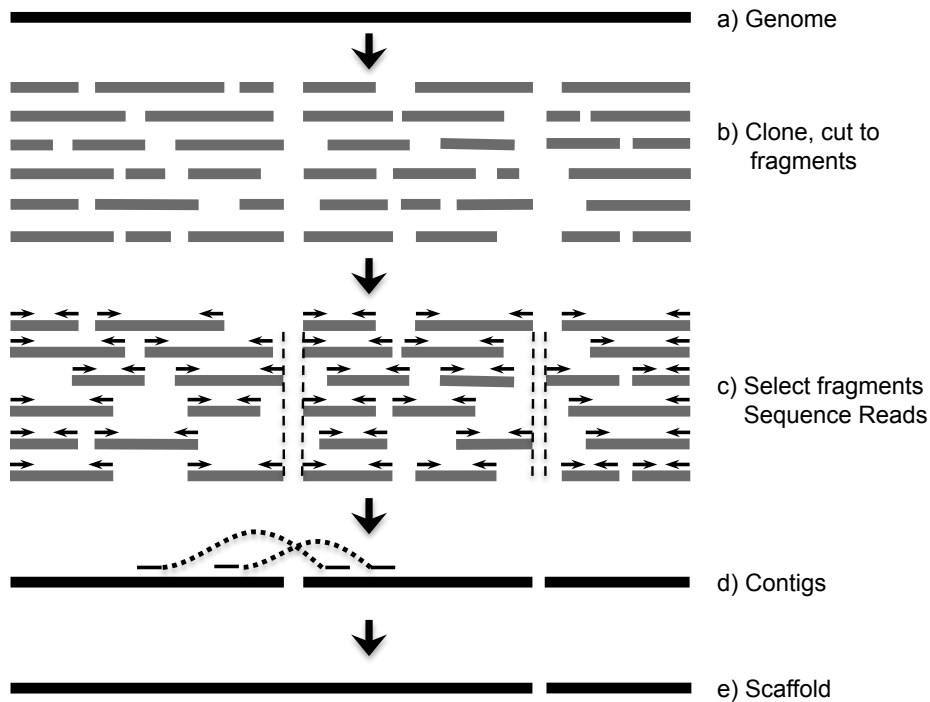 a) Genome
b) Clone, cut to
fragments
c) Select fragments
Sequence Reads
d) Contigs
e) Scaffold